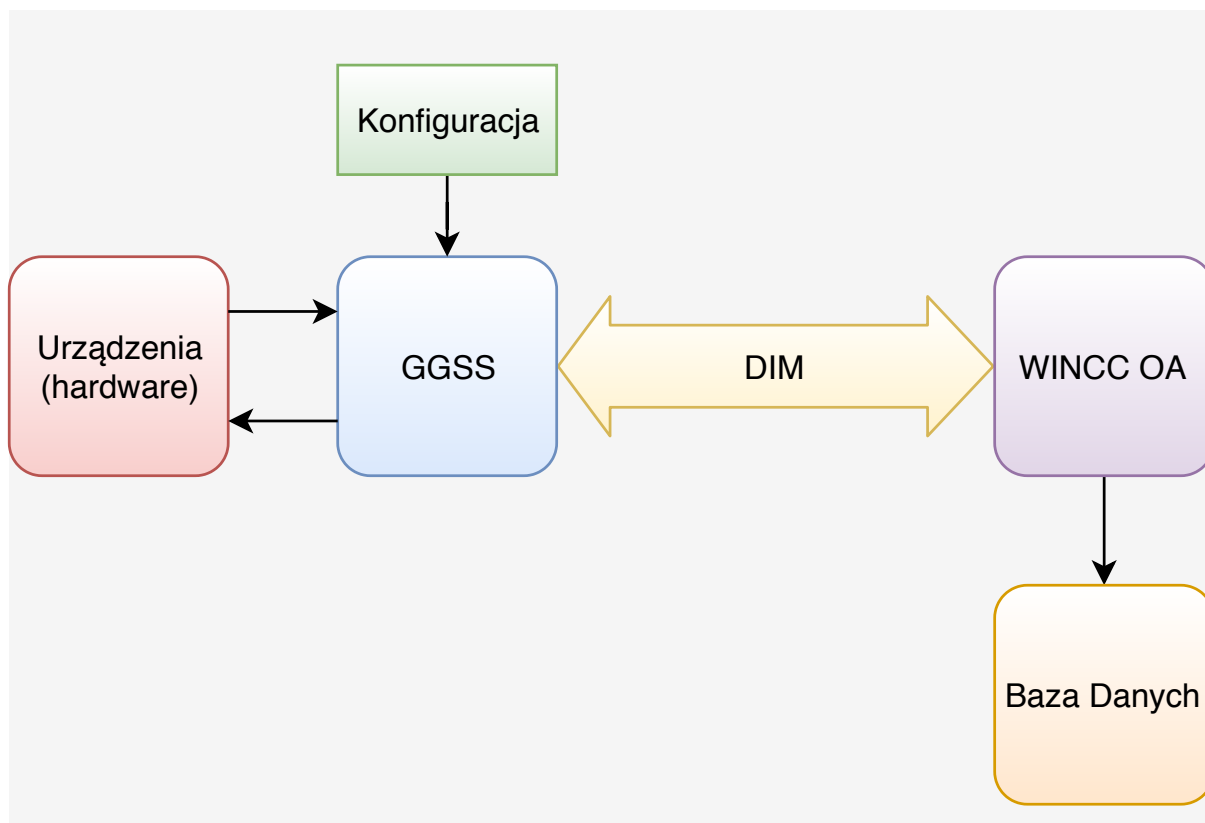 Konfiguracja
Urządzenia
(hardware)
GGSS
DIM
WINCC OA
Baza Danych